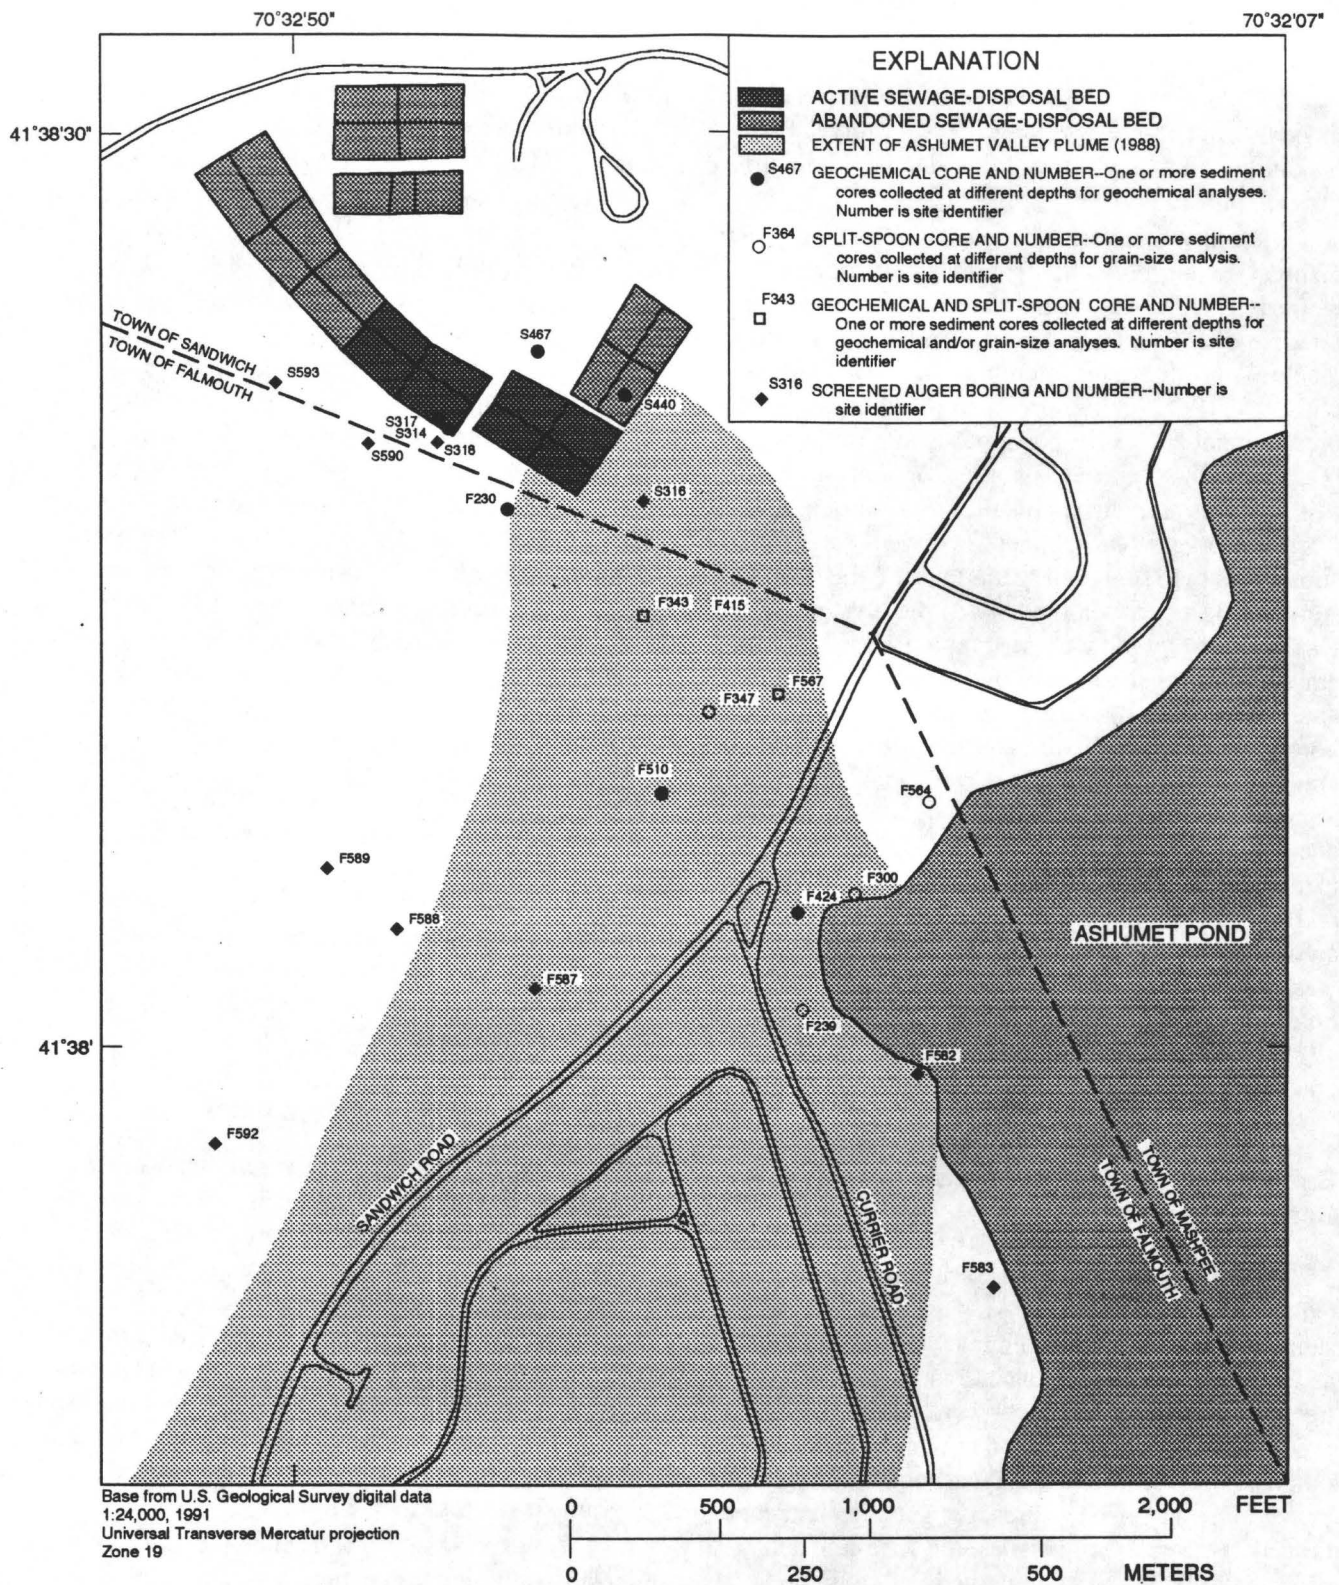 70°32'50"
70°32'07"
41°38'30"
EXPLANATION
ACTIVE SEWAGE-DISPOSAL BED
ABANDONED SEWAGE-DISPOSAL BED
EXTENT OF ASHUMET VALLEY PLUME (1988)
S467 GEOCHEMICAL CORE AND NUMBER--One or more sediment
cores collected at different depths for geochemical analyses.
Number is site identifier
F364 SPLIT-SPOON CORE AND NUMBER--One or more sediment
cores collected at different depths for grain-size analysis.
Number is site identifier
F343 GEOCHEMICAL AND SPLIT-SPOON CORE AND NUMBER--
One or more sediment cores collected at different depths for
geochemical and/or grain-size analyses. Number is site
identifier
S316 SCREENED AUGER BORING AND NUMBER--Number is
site identifier
TOWN OF SANDWICH
TOWN OF FALMOUTH
S467
S593
S440
S317
S314
S318
S590
F230
S316
F343
F415
F567
F347
F510
F564
F589
F300
F424
F588
ASHUMET POND
F587
F239
41°38'
F582
F592
SANDWICH ROAD
CURRIER ROAD
TOWN OF MASHPEE
TOWN OF FALMOUTH
F583
Base from U.S. Geological Survey digital data
1:24,000, 1991
Universal Transverse Mercatur projection
Zone 19
0 500 1,000 2,000 FEET
0 250 500 METERS